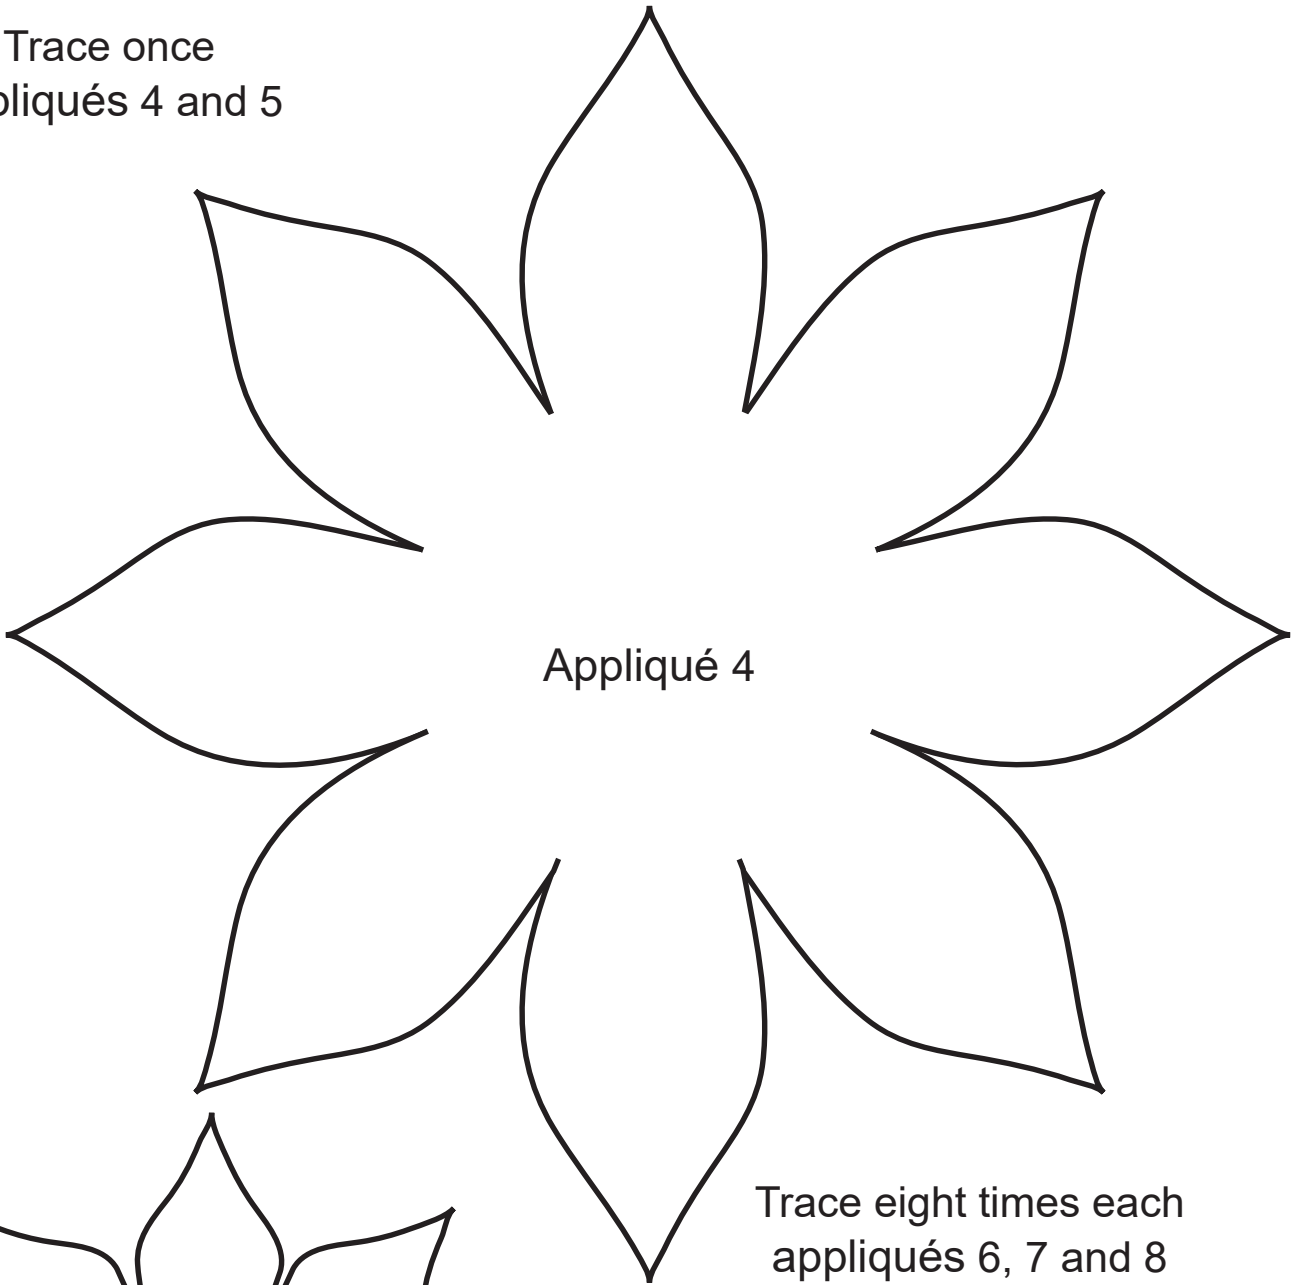 Trace once
pliqués 4 and 5
Appliqué 4
Trace eight times each
appliqués 6, 7 and 8